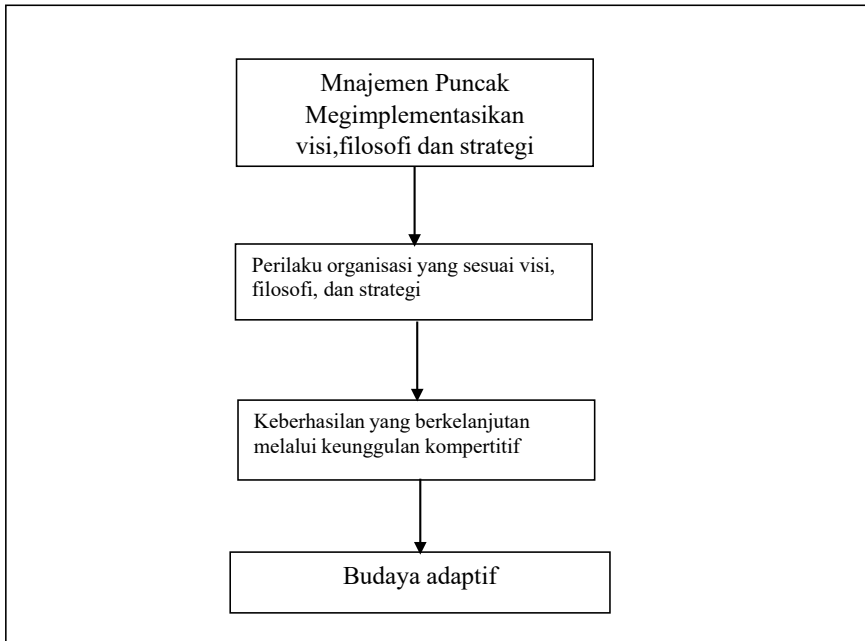 Mnajemen Puncak
Megimplementasikan
visi,filosofi dan strategi
Perilaku organisasi yang sesuai visi,
filosofi, dan strategi
Keberhasilan yang berkelanjutan
melalui keunggulan kompertitif
Budaya adaptif